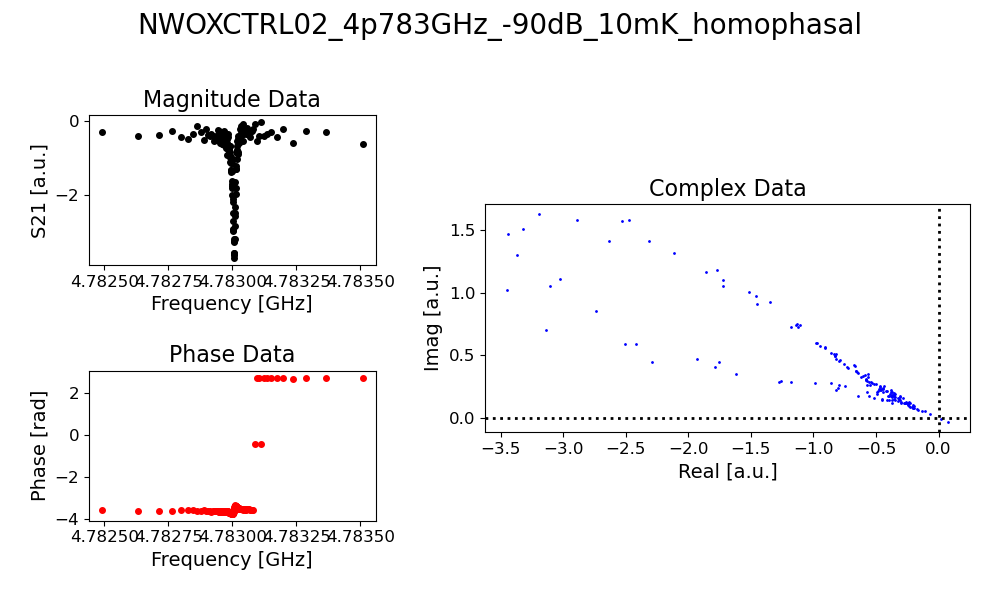 NWOXCTRL02_4p783GHz_-90dB_10mK_homophasal
Magnitude Data
S21 [a.u.]
0
−2
4.78250 4.78275 4.78300 4.78325 4.78350
Frequency [GHz]
Phase Data
Phase [rad]
2
0
−2
−4
4.78250 4.78275 4.78300 4.78325 4.78350
Frequency [GHz]
Complex Data
Imag [a.u.]
1.5
1.0
0.5
0.0
−3.5 −3.0 −2.5 −2.0 −1.5 −1.0 −0.5 0.0
Real [a.u.]